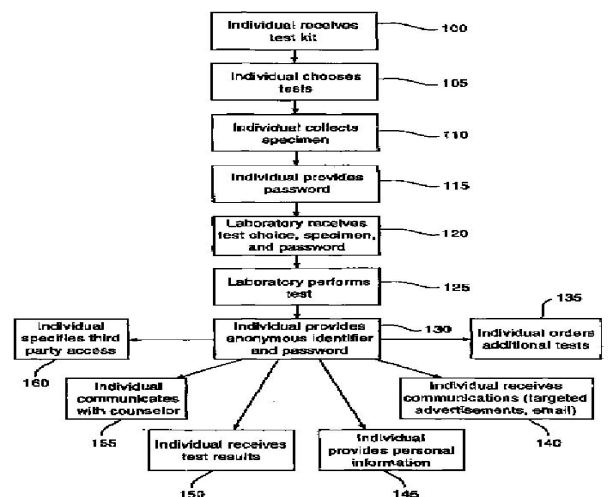 Individual receives
test kit
100
Individual chooses
tests
105
Individual collects
specimen
110
Individual provides
password
115
Laboratory receives
test choice, specimen,
and password
120
Laboratory performs
test
125
135
Individual
specifies third
party access
160
Individual provides
anonymous identifier
and password
130
Individual orders
additional tests
Individual
communicates
with counselor
155
Individual receives
communications (targeted
advertisements, email)
140
Individual receives
test results
150
Individual
provides personal
information
145